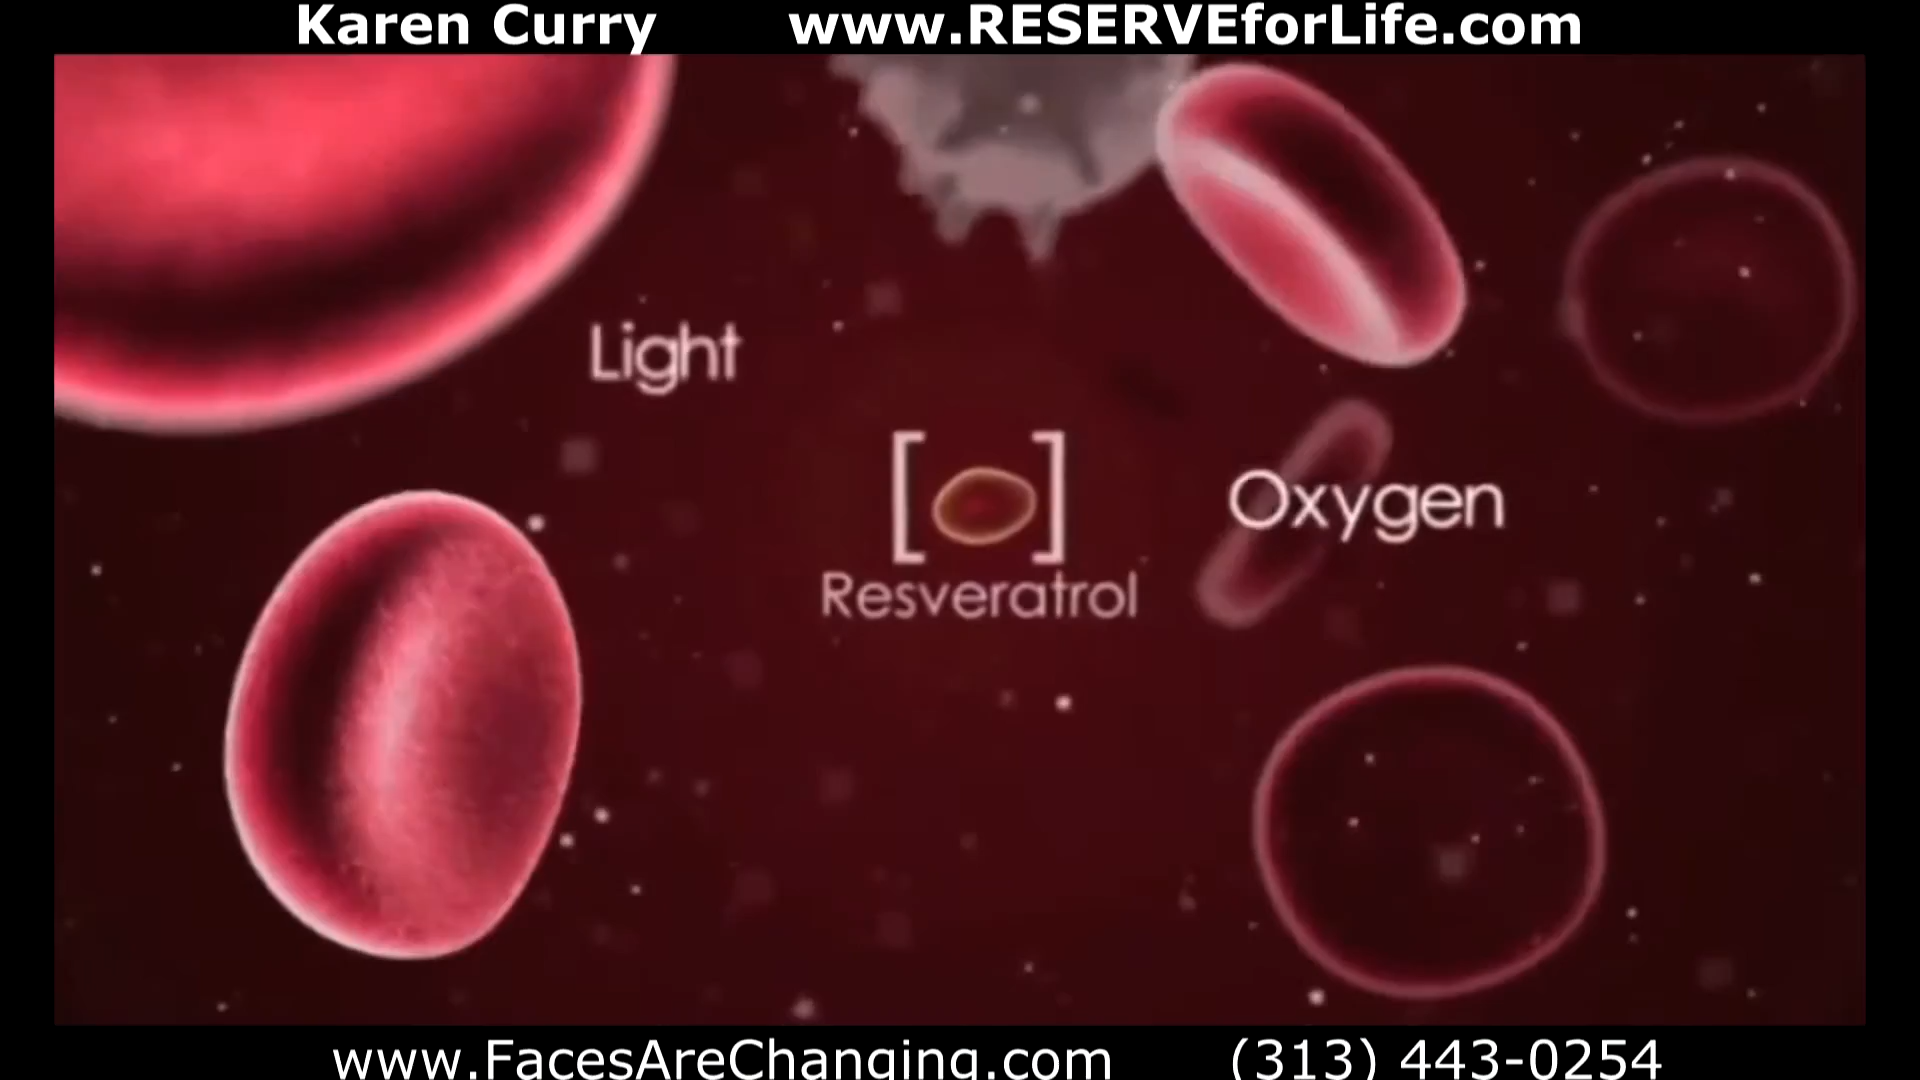 Karen Curry www.RESERVEforLife.com
Light
Oxygen
[ ]
Resveratrol
www.FacesAreChanging.com (313) 443-0254